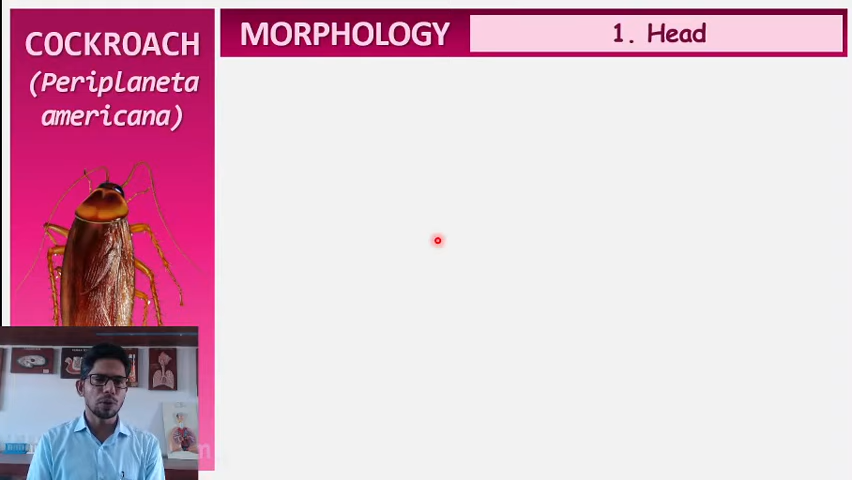 COCKROACH
(Periplaneta
americana)
MORPHOLOGY
1. Head